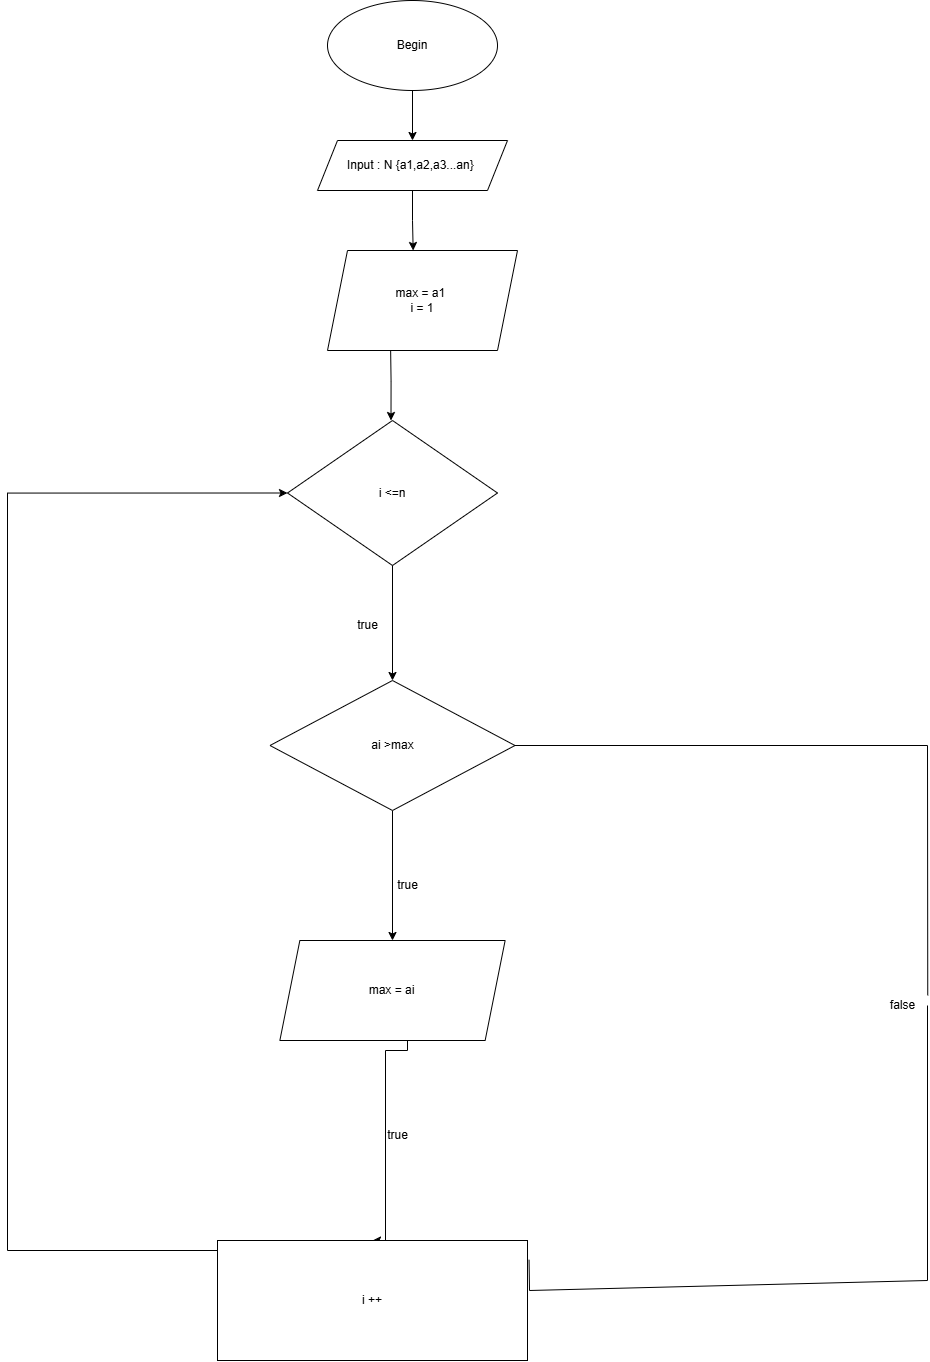 Begin
Input : N {a1,a2,a3...an}
max = a1
i = 1
i <=n
true
ai >max
true
max = ai
false
true
i ++